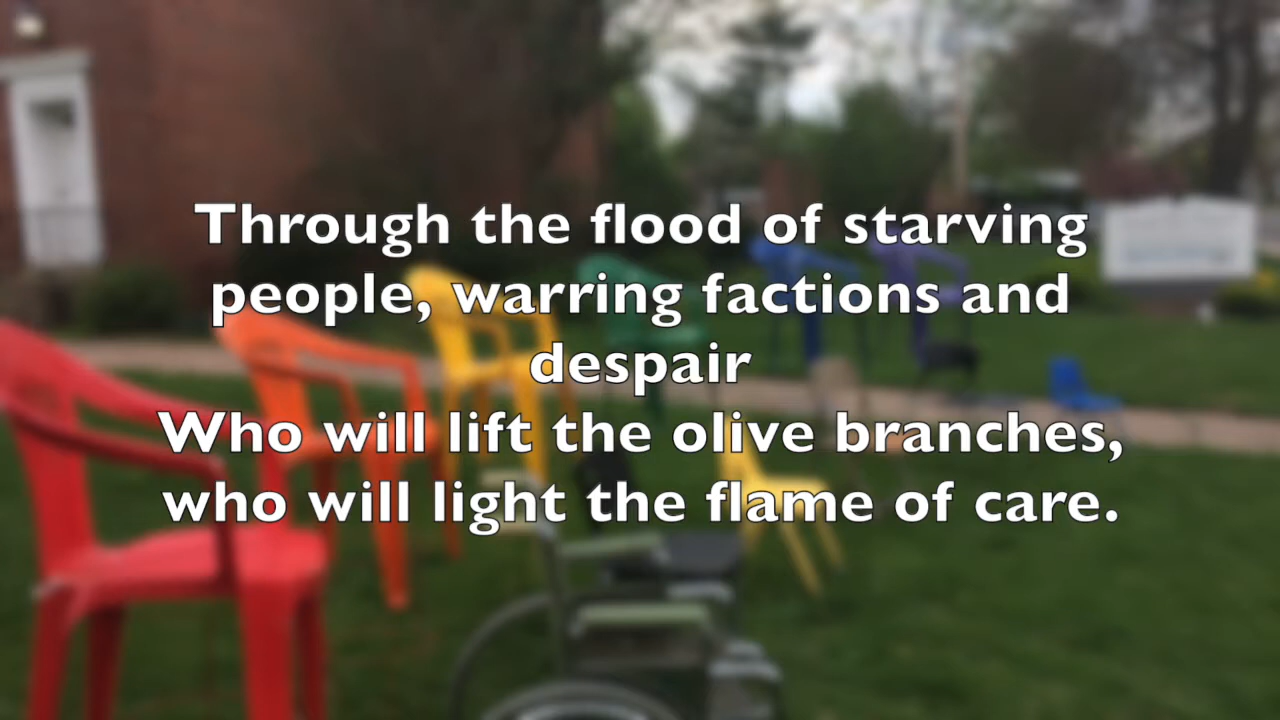 Through the flood of starving
people, warring factions and
despair
Who will lift the olive branches,
who will light the flame of care.